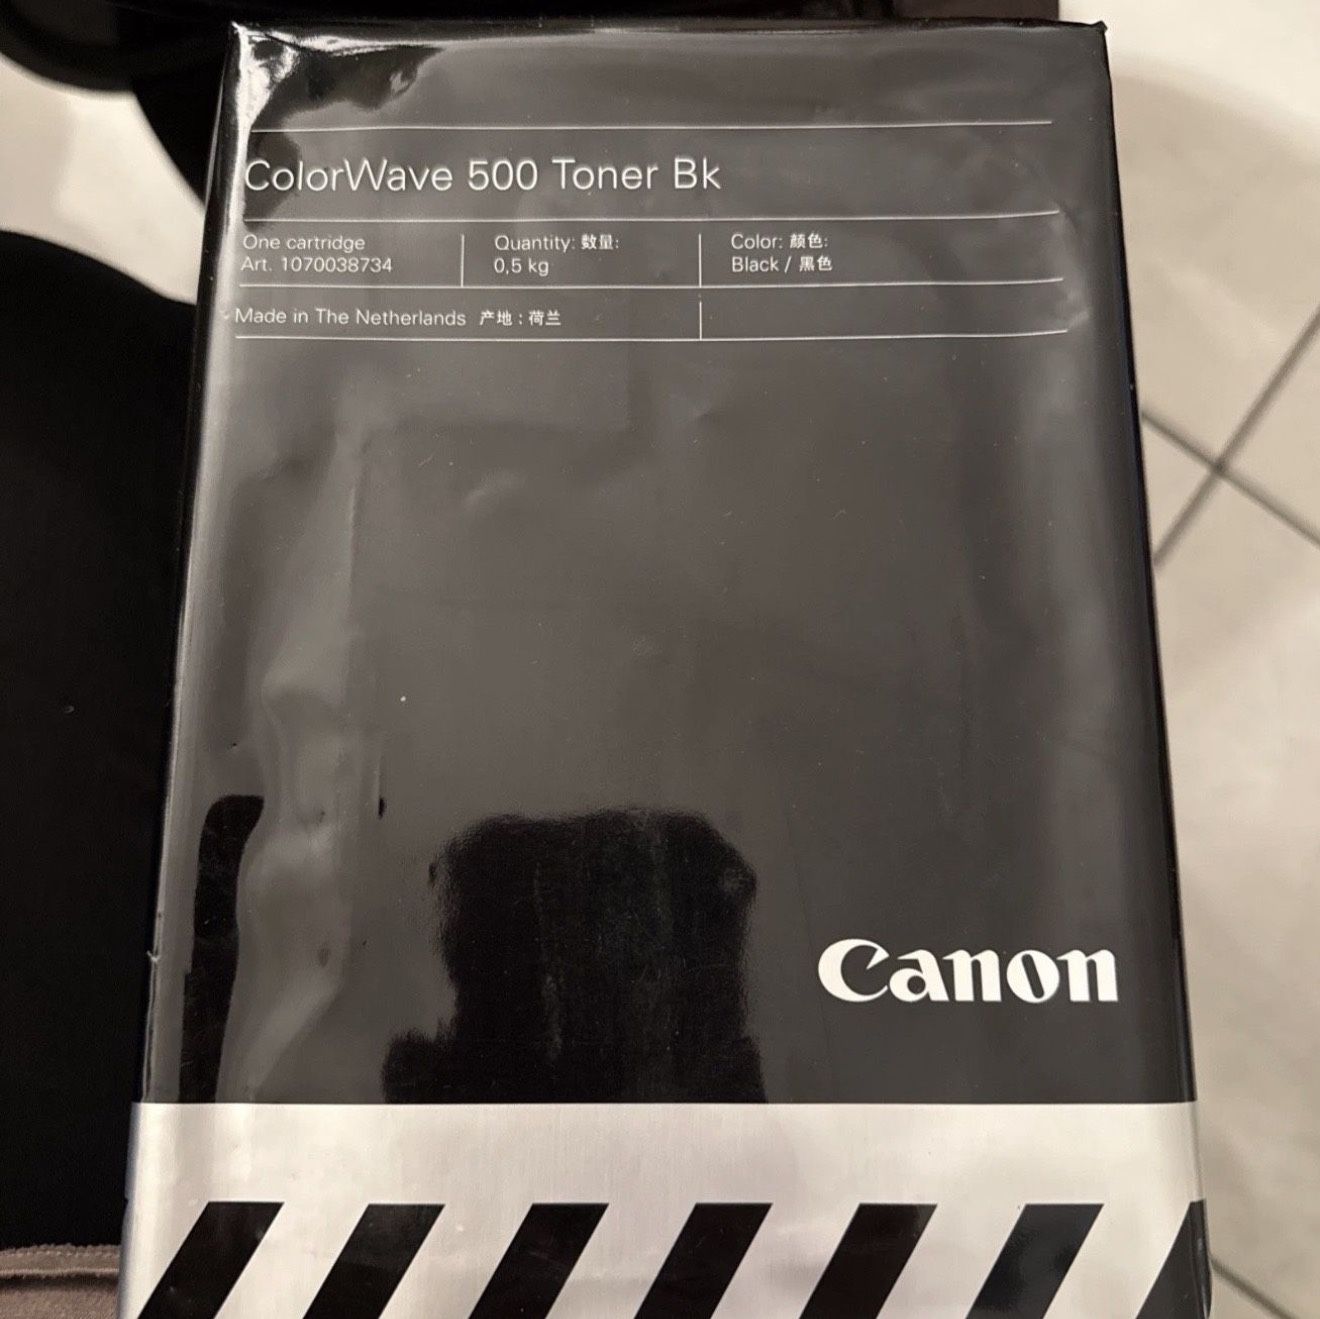 ColorWave 500 Toner Bk
One cartridge
Art. 1070038734
Quantity: 数量:
0,5 kg
Color: 颜色:
Black / 黑色
Made in The Netherlands 产地 : 荷兰
Canon